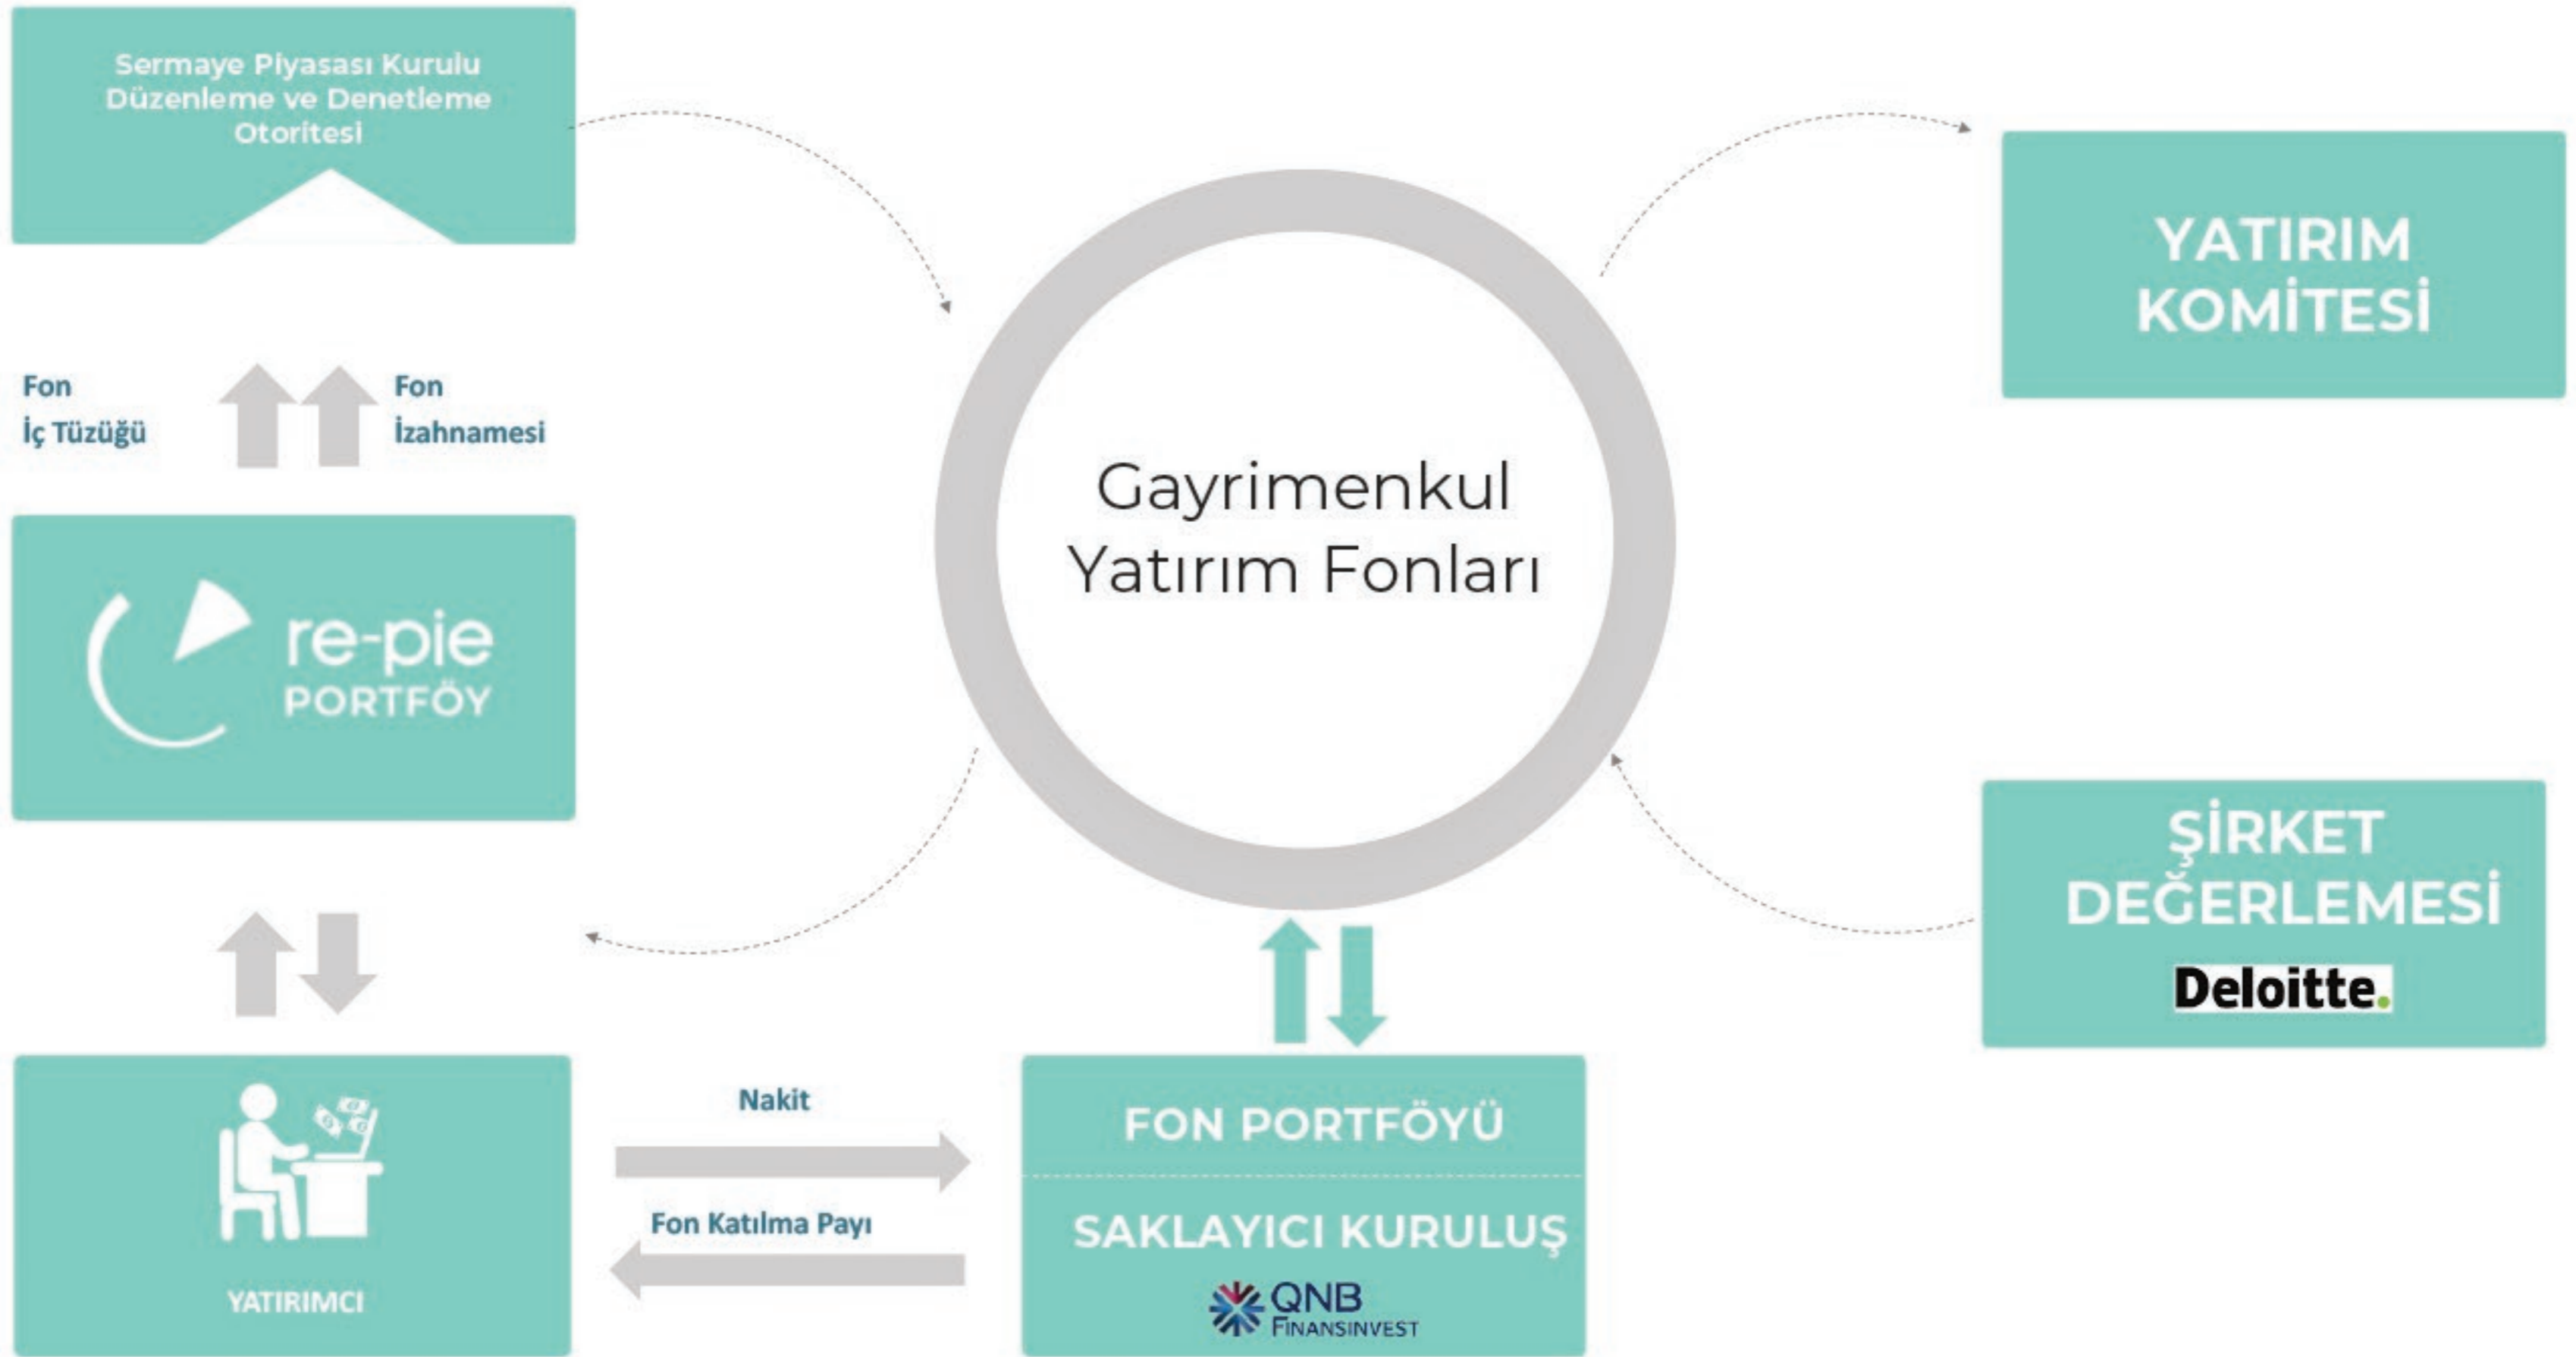 Sermaye Piyasası Kurulu
Düzenleme ve Denetleme
Otoritesi
Fon
İç Tüzüğü
Fon
İzahnamesi
re-pie
PORTFÖY
YATIRIMCI
Gayrimenkul
Yatırım Fonları
Nakit
Fon Katılma Payı
FON PORTFÖYÜ
SAKLAYICI KURULUŞ
QNB
FINANSINVEST
YATIRIM
KOMİTESİ
ŞİRKET
DEĞERLEMESİ
Deloitte.